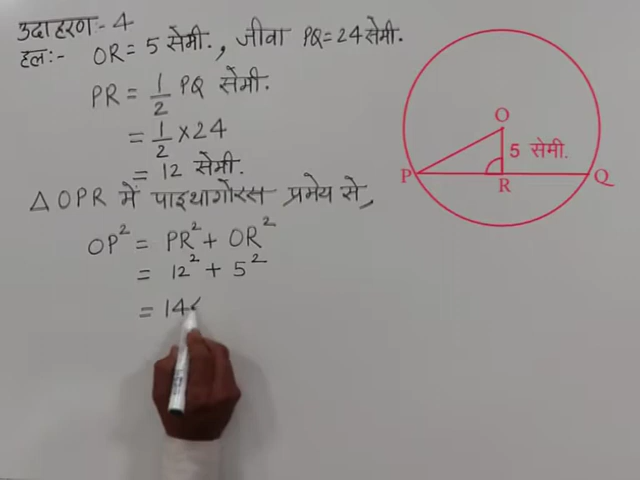 उदाहरण:- 4
हल:- OR = 5 सेमी., जीवा PQ = 24 सेमी.
PR = 1/2 PQ सेमी.
= 1/2 × 24
= 12 सेमी.
△OPR में पाइथागोरस प्रमेय से,
OP² = PR² + OR²
= 12² + 5²
= 14
O
5 सेमी.
P
R
Q